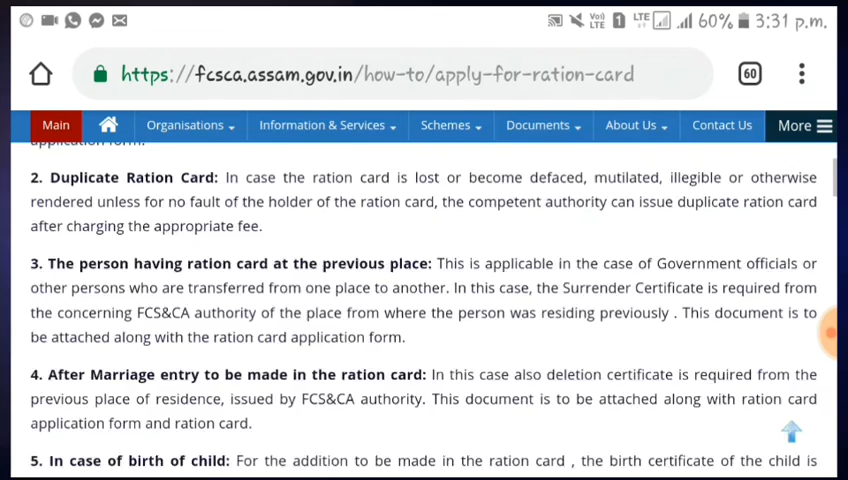 60% 3:31 p.m.
https://fcsca.assam.gov.in/how-to/apply-for-ration-card 60
Main Organisations Information & Services Schemes Documents About Us Contact Us More
application form.
2. Duplicate Ration Card: In case the ration card is lost or become defaced, mutilated, illegible or otherwise
rendered unless for no fault of the holder of the ration card, the competent authority can issue duplicate ration card
after charging the appropriate fee.
3. The person having ration card at the previous place: This is applicable in the case of Government officials or
other persons who are transferred from one place to another. In this case, the Surrender Certificate is required from
the concerning FCS&CA authority of the place from where the person was residing previously . This document is to
be attached along with the ration card application form.
4. After Marriage entry to be made in the ration card: In this case also deletion certificate is required from the
previous place of residence, issued by FCS&CA authority. This document is to be attached along with ration card
application form and ration card.
5. In case of birth of child: For the addition to be made in the ration card , the birth certificate of the child is